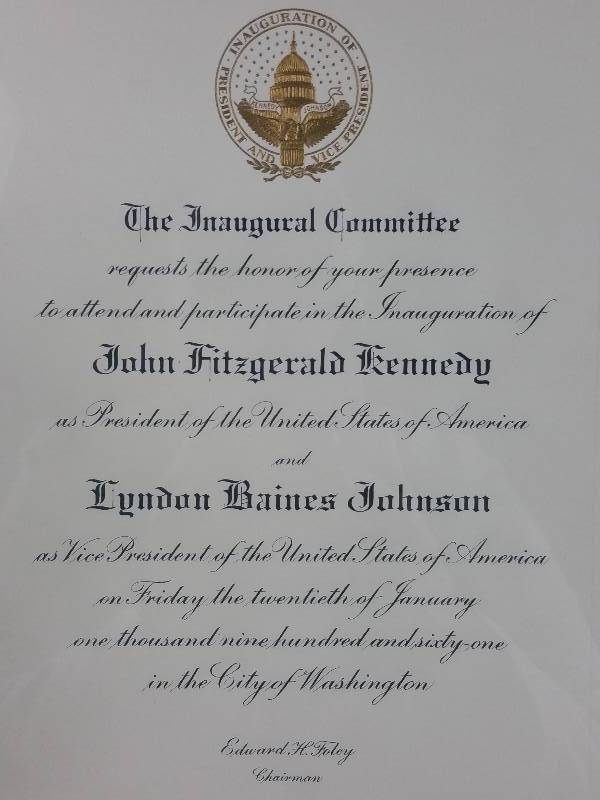 INAUGURATION OF
PRESIDENT AND VICE PRESIDENT
KENNEDY JOHNSON
The Inaugural Committee
requests the honor of your presence
to attend and participate in the Inauguration of
John Fitzgerald Kennedy
as President of the United States of America
and
Lyndon Baines Johnson
as Vice President of the United States of America
on Friday the twentieth of January
one thousand nine hundred and sixty-one
in the City of Washington
Edward H. Foley
Chairman